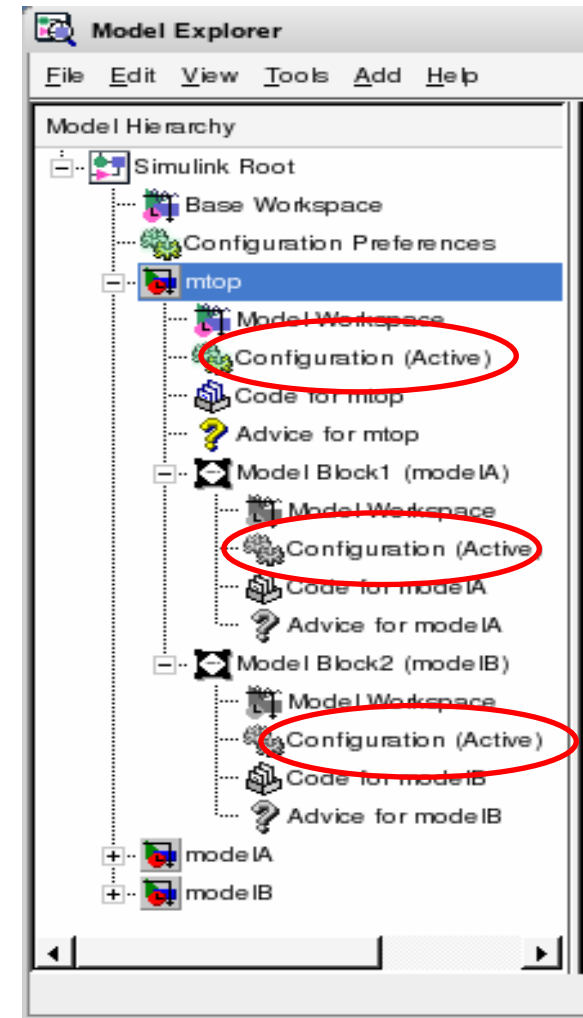 Model Explorer
File Edit View Tools Add Help
Model Hierarchy
Simulink Root
Base Workspace
Configuration Preferences
mtop
Model Workspace
Configuration (Active)
Code for mtop
Advice for mtop
Model Block1 (modelA)
Model Workspace
Configuration (Active)
Code for modelA
Advice for modelA
Model Block2 (modelB)
Model Workspace
Configuration (Active)
Code for modelB
Advice for modelB
modelA
modelB